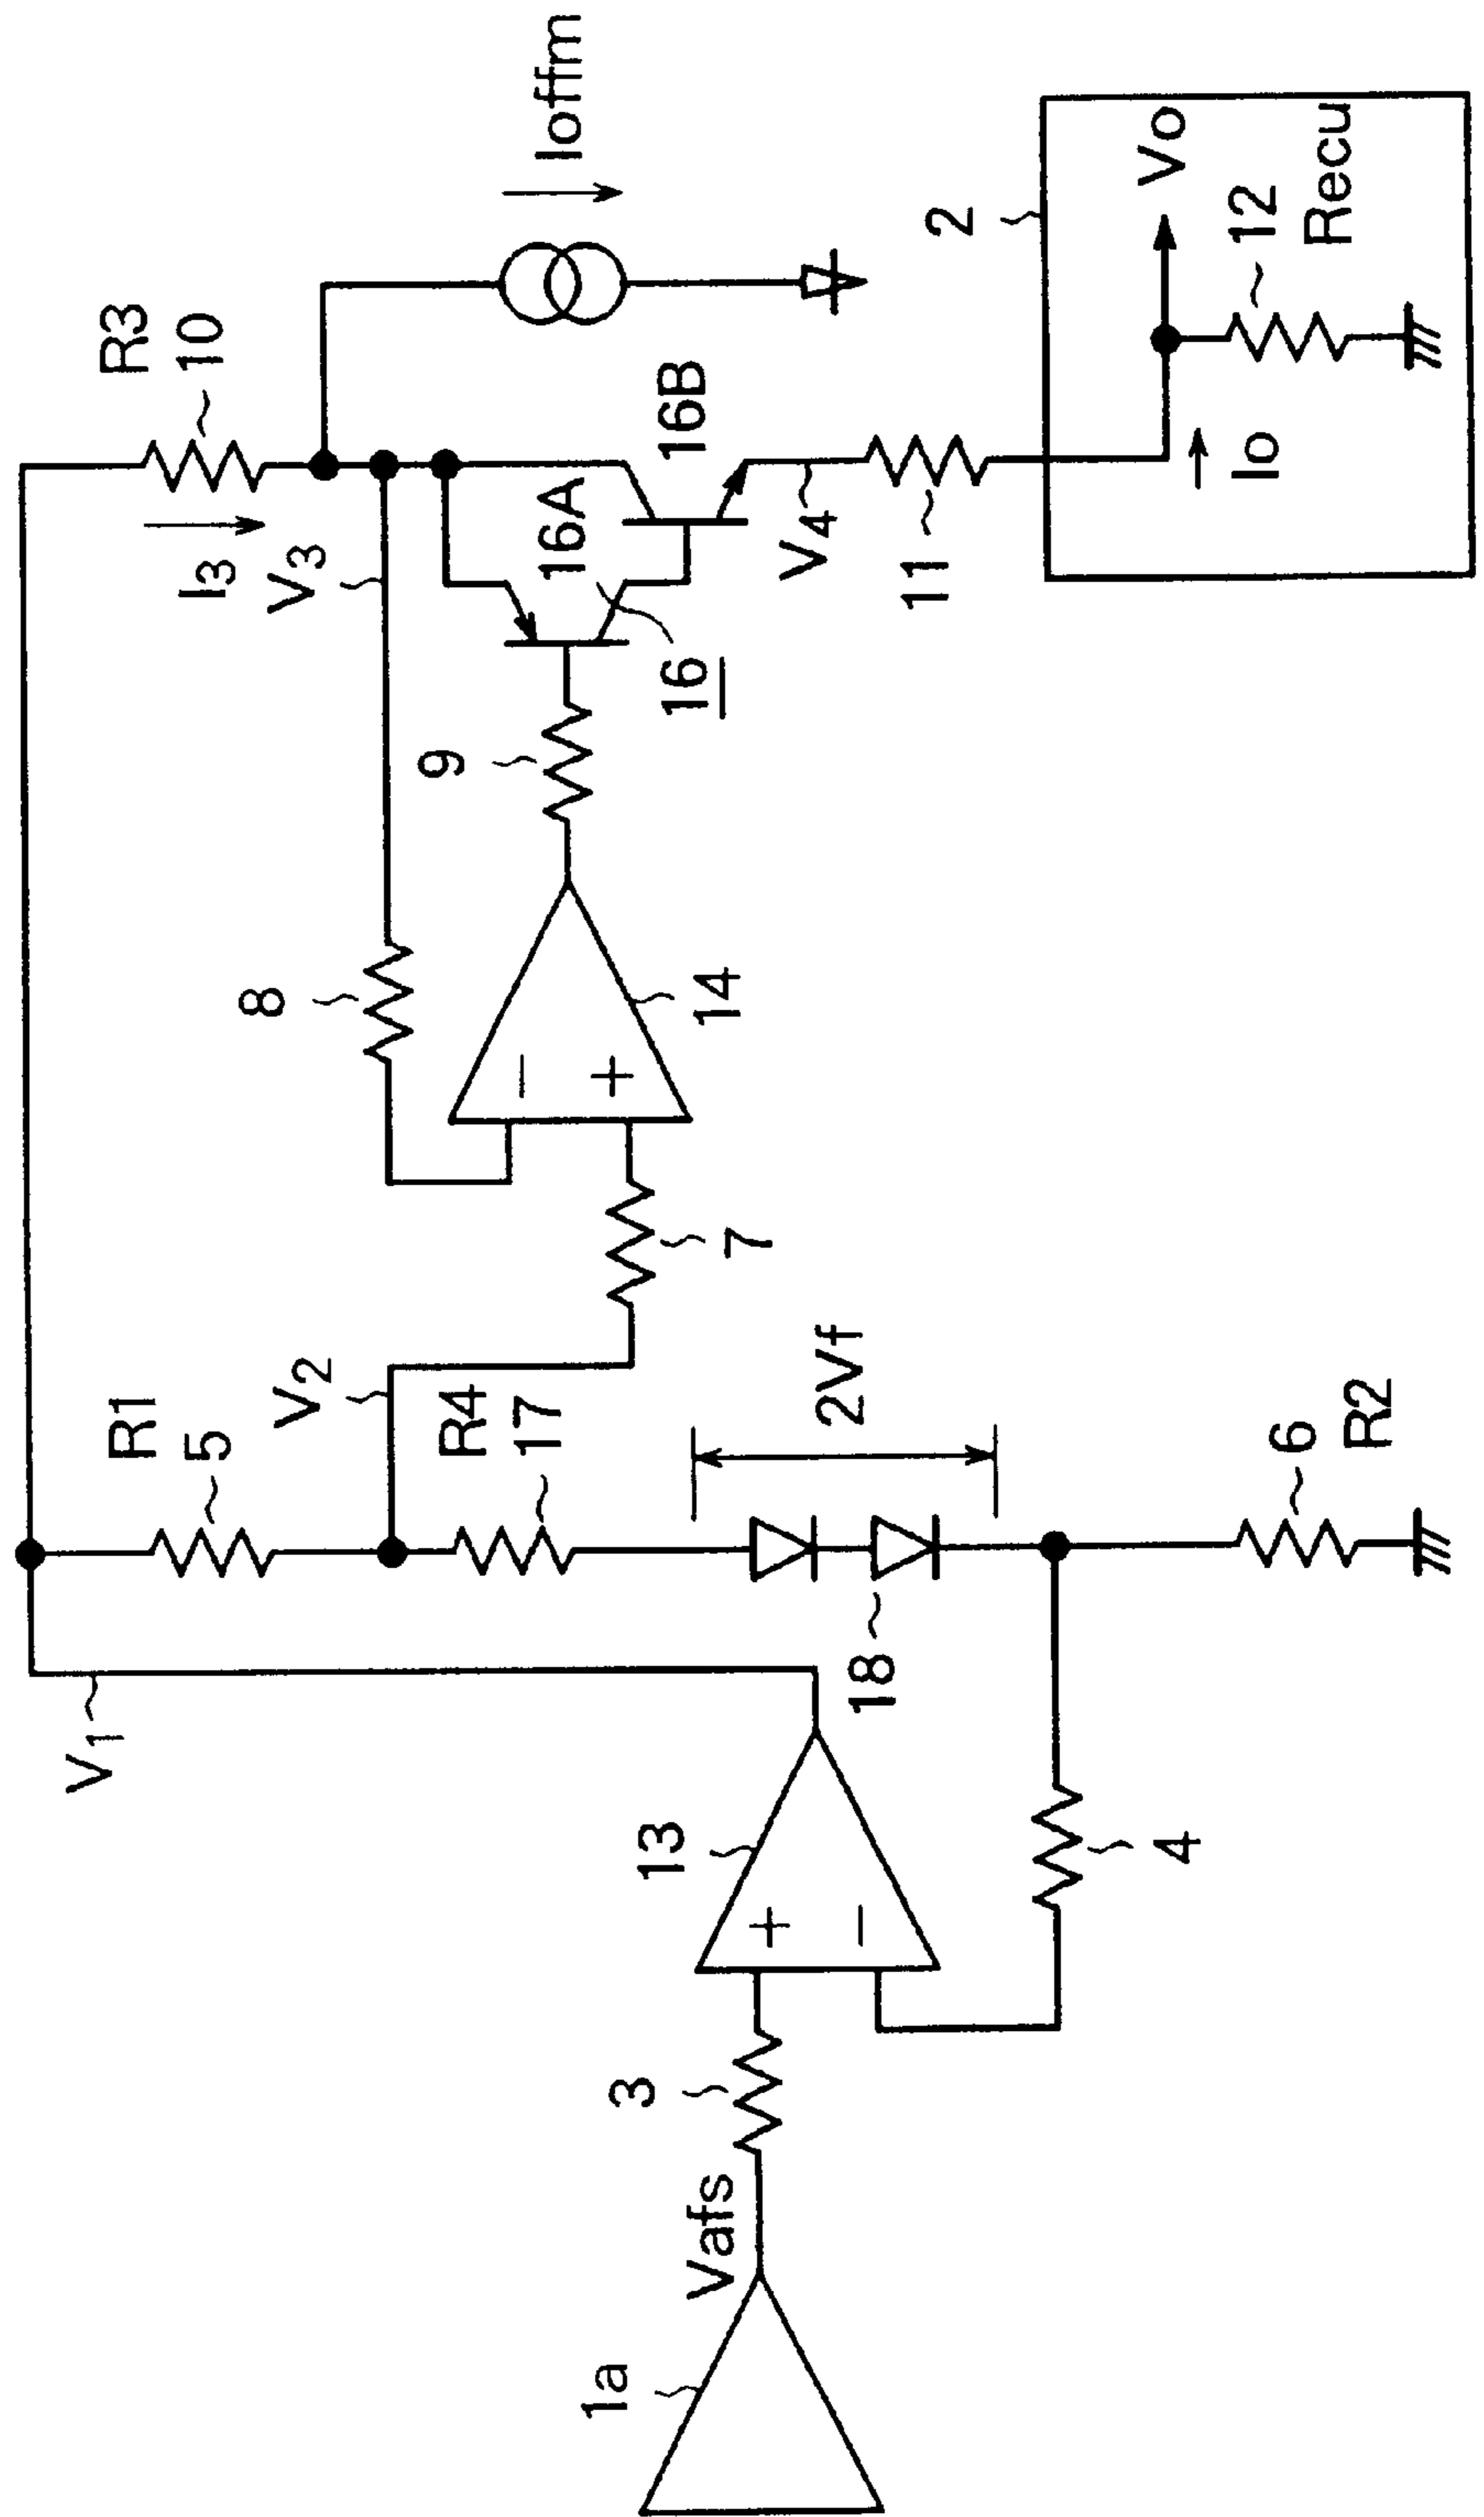 1a
Vafs
3
13
+
−
4
V1
R1
5
V2
R4
17
18
2Vf
6
R2
7
8
14
−
+
9
R3
10
I3
V3
16A
16
16B
V4
11
Ioffm
2
Vo
12
Recu
Io